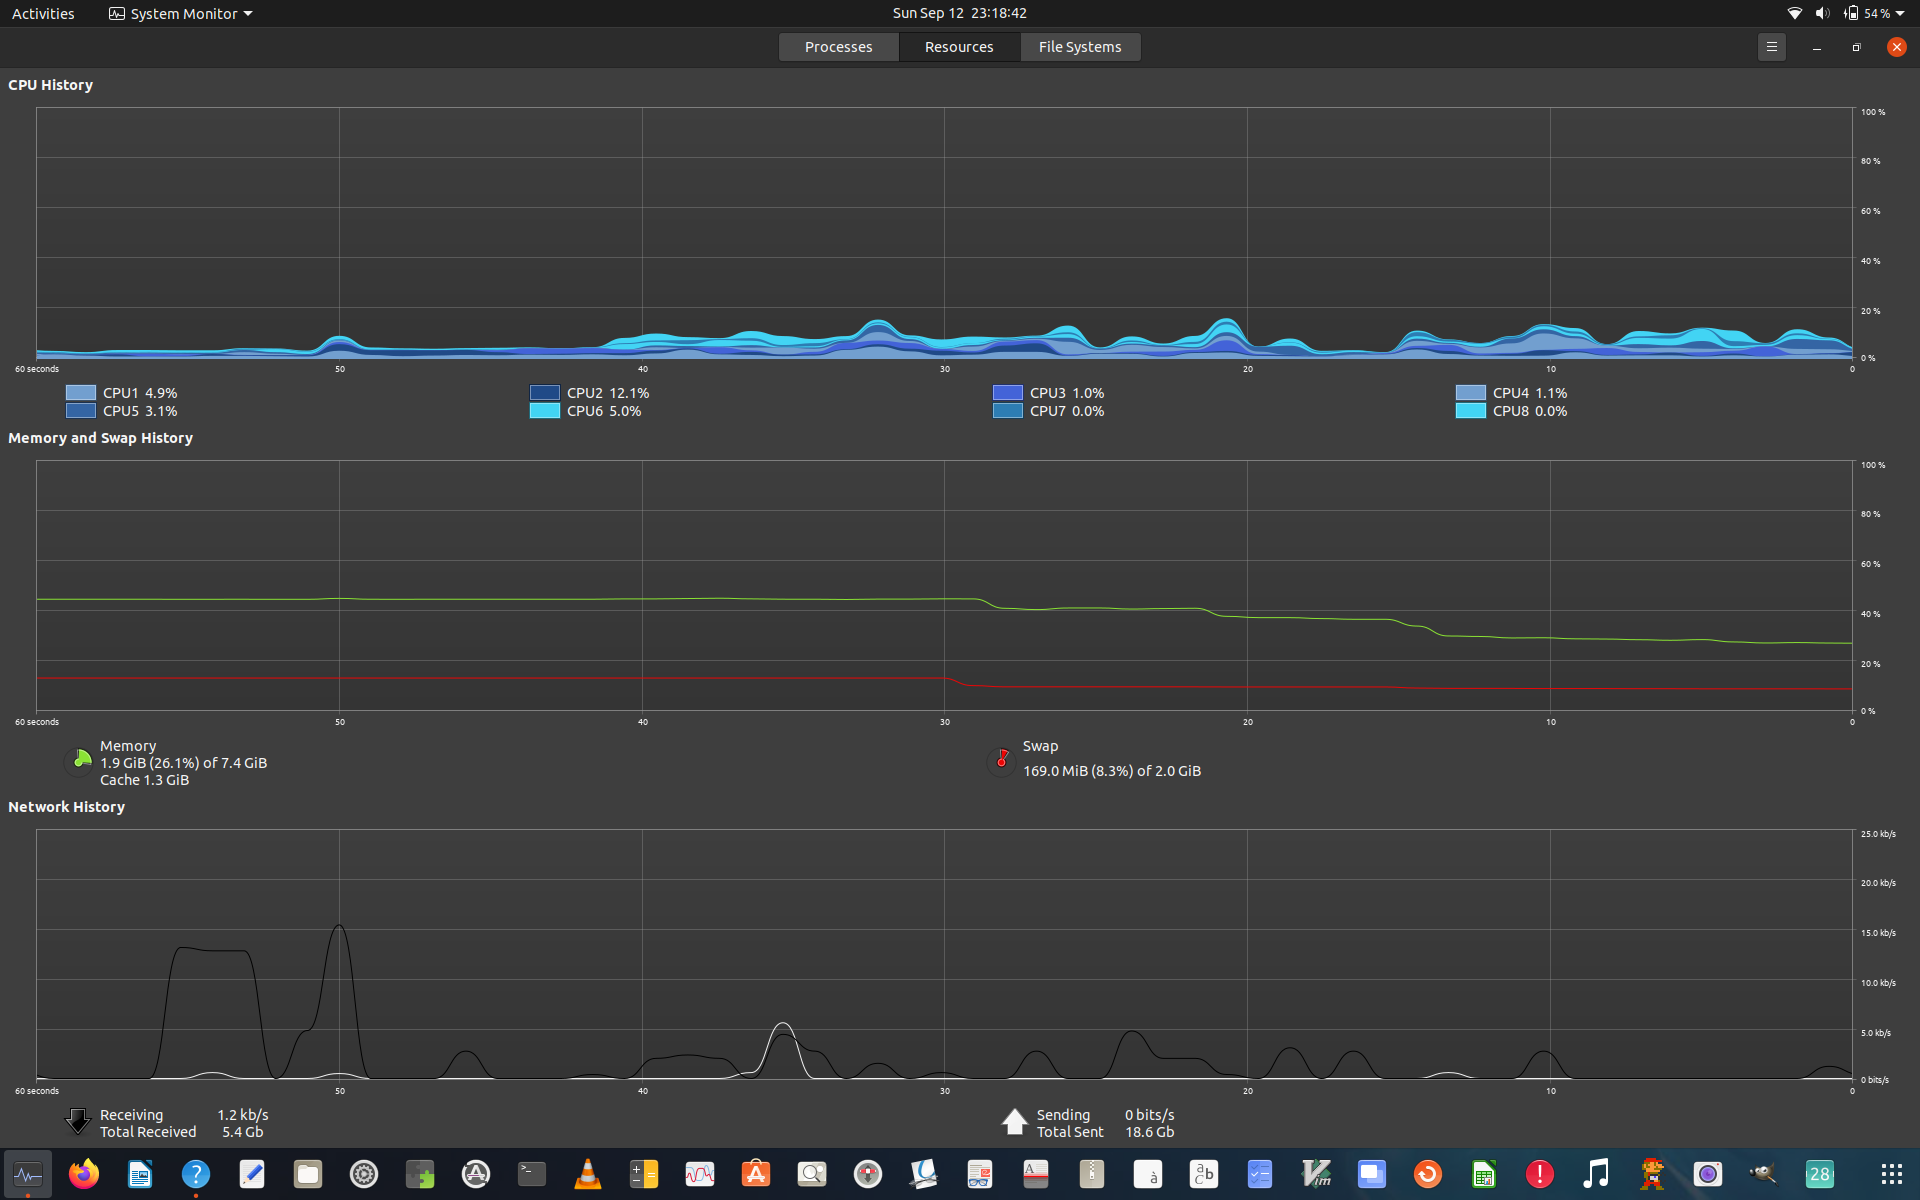 Activities System Monitor Sun Sep 12 23:18:42 54 %
Processes Resources File Systems
CPU History
100 %
80 %
60 %
40 %
20 %
0 %
60 seconds 50 40 30 20 10 0
CPU1 4.9% CPU2 12.1% CPU3 1.0% CPU4 1.1%
CPU5 3.1% CPU6 5.0% CPU7 0.0% CPU8 0.0%
Memory and Swap History
100 %
80 %
60 %
40 %
20 %
0 %
60 seconds 50 40 30 20 10 0
Memory
1.9 GiB (26.1%) of 7.4 GiB
Cache 1.3 GiB
Swap
169.0 MiB (8.3%) of 2.0 GiB
Network History
25.0 kb/s
20.0 kb/s
15.0 kb/s
10.0 kb/s
5.0 kb/s
0 bits/s
60 seconds 50 40 30 20 10 0
Receiving 1.2 kb/s
Total Received 5.4 Gb
Sending 0 bits/s
Total Sent 18.6 Gb
? >_ A à ab c Vim ! 28